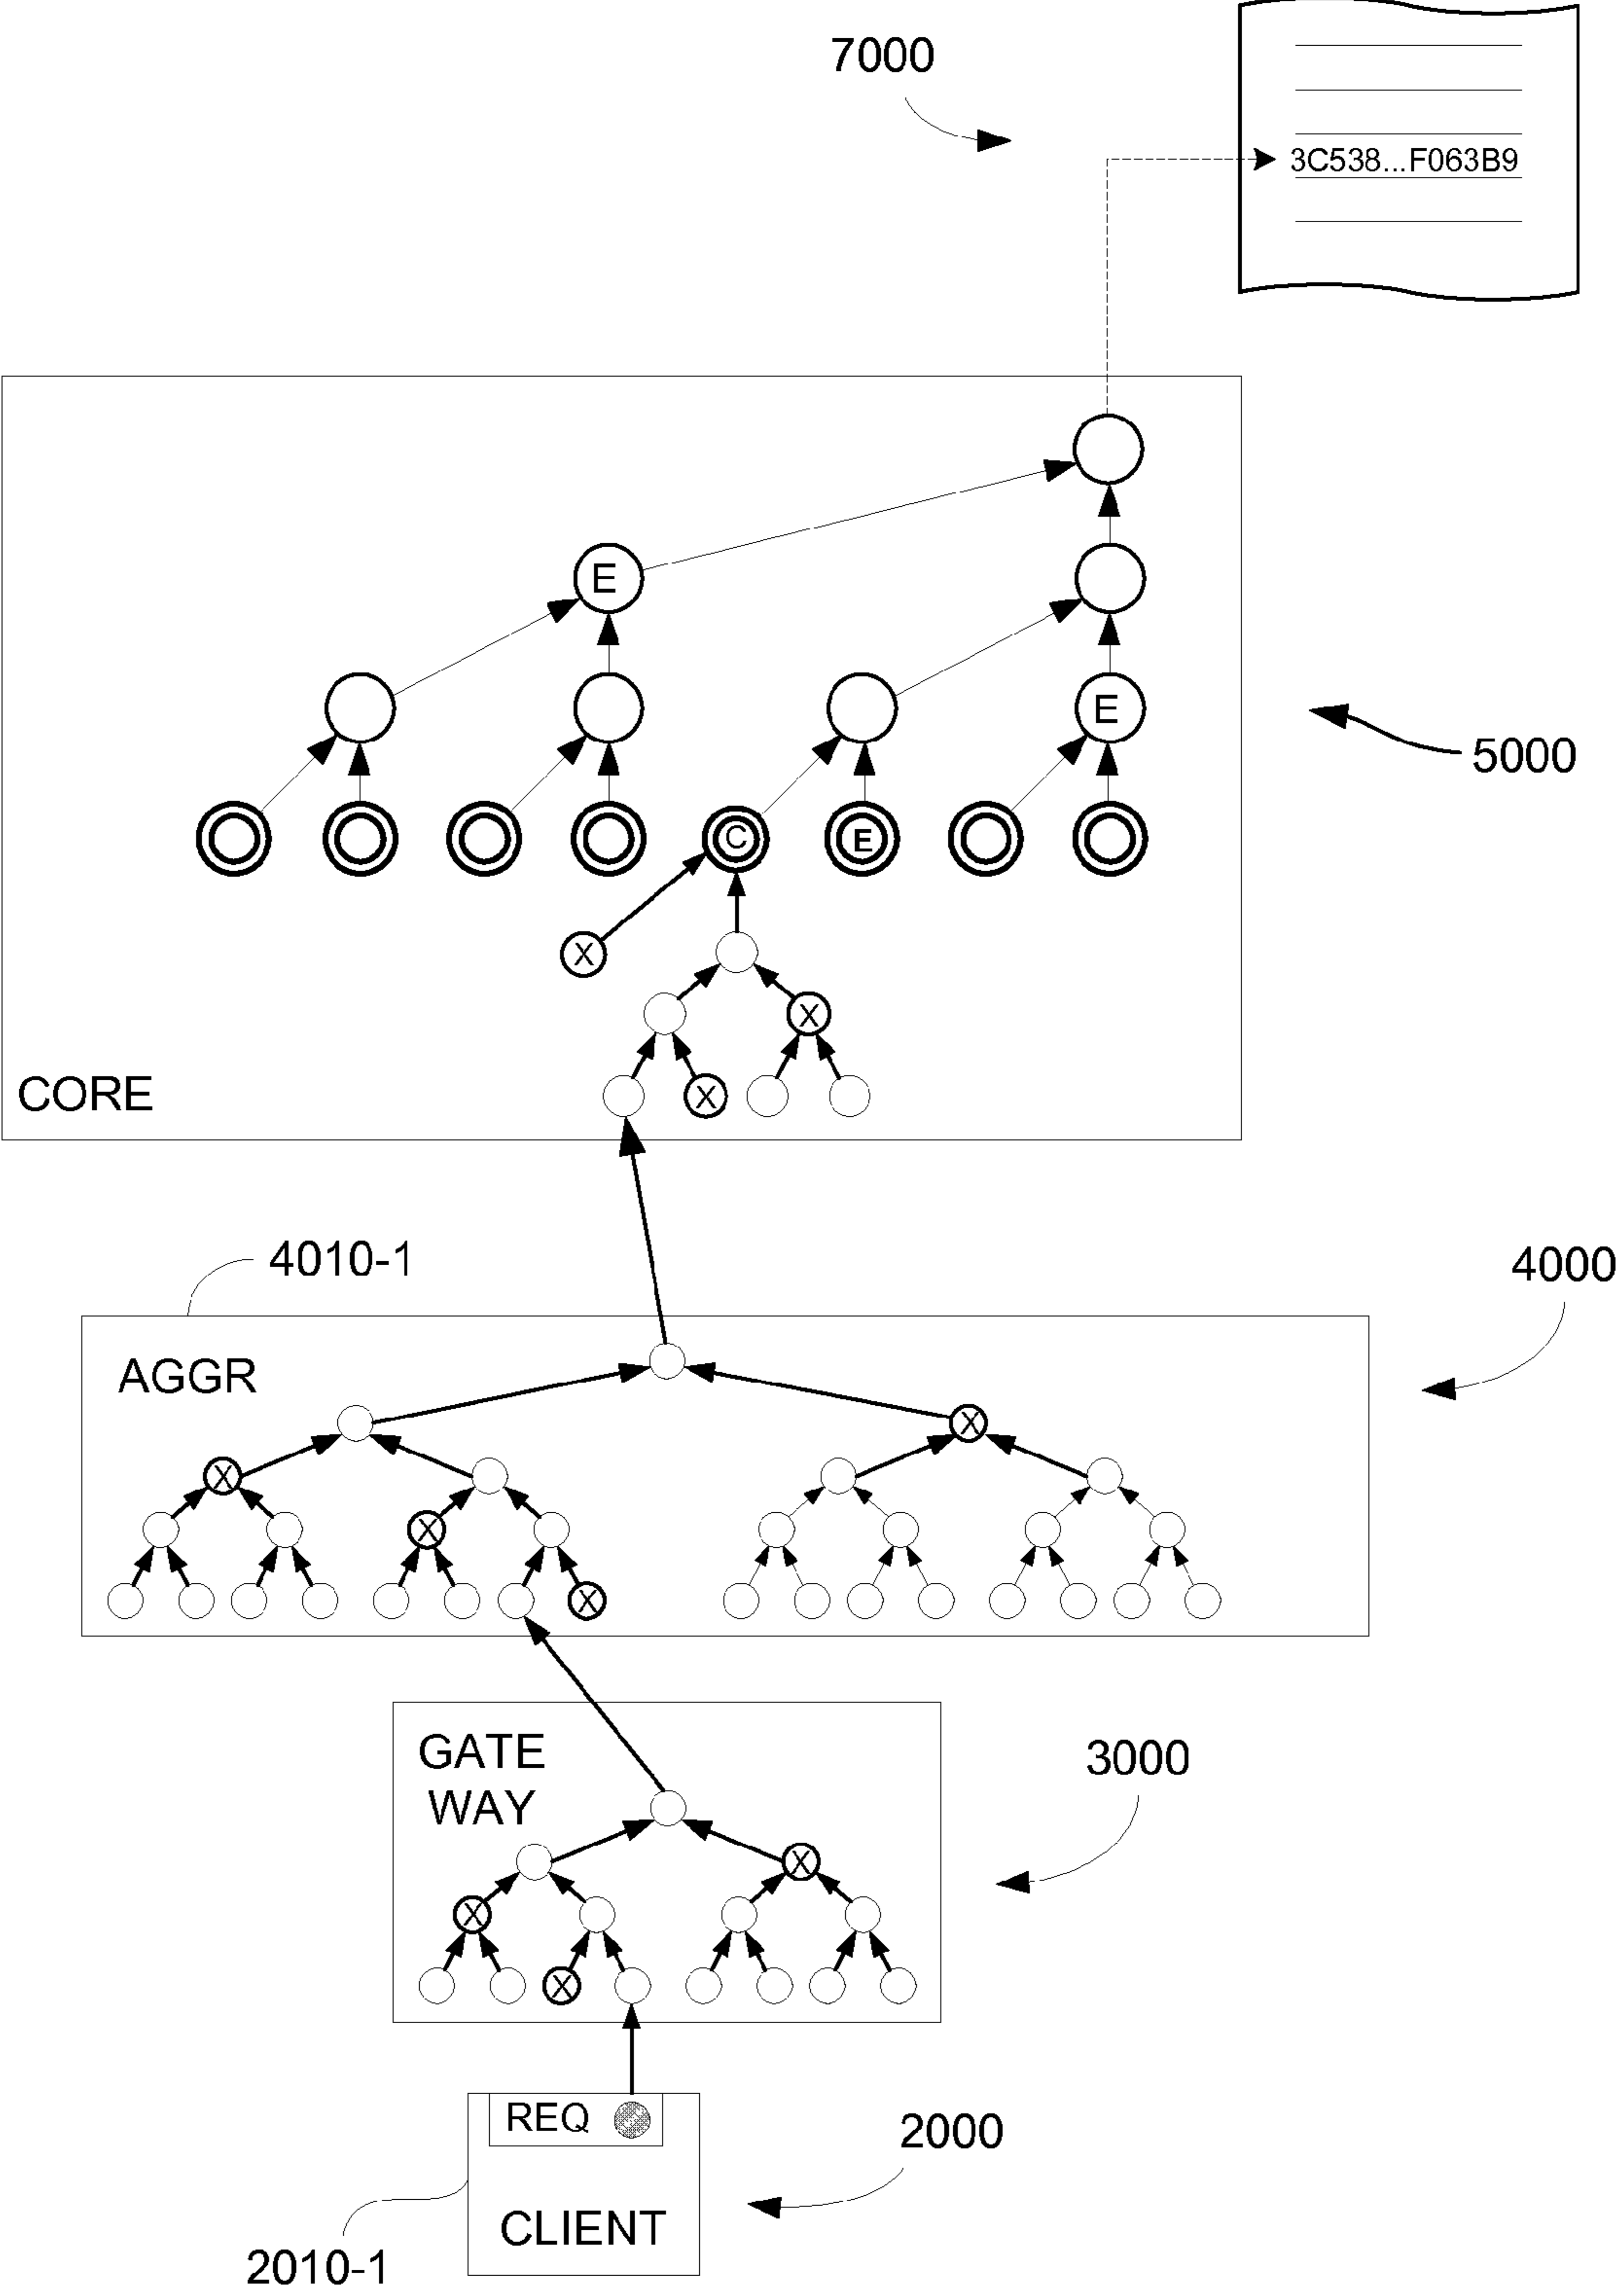 7000
3C538...F063B9
E
E
5000
C
E
X
X
X
CORE
4010-1
4000
AGGR
X
X
X
X
GATE
WAY
3000
X
X
X
REQ
2000
CLIENT
2010-1